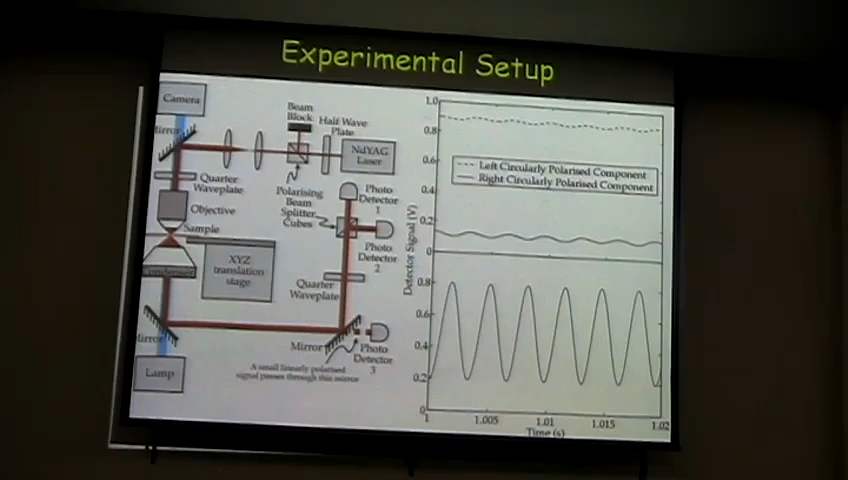 Experimental Setup
Camera
Mirror
Beam
Block
Half Wave
Plate
NdYAG
Laser
Quarter
Waveplate
Polarising
Beam
Splitter
Cubes
Photo
Detector
1
Objective
Sample
Photo
Detector
2
XYZ
translation
stage
Condenser
Quarter
Waveplate
Mirror
Mirror
Photo
Detector
3
A small linearly polarised
signal passes through this mirror
Lamp
1.0
0.8
0.6
Left Circularly Polarised Component
Right Circularly Polarised Component
0.4
0.2
0
Detector Signal (V)
0.8
0.6
0.4
0.2
0
1
1.005
1.01
1.015
1.02
Time (s)